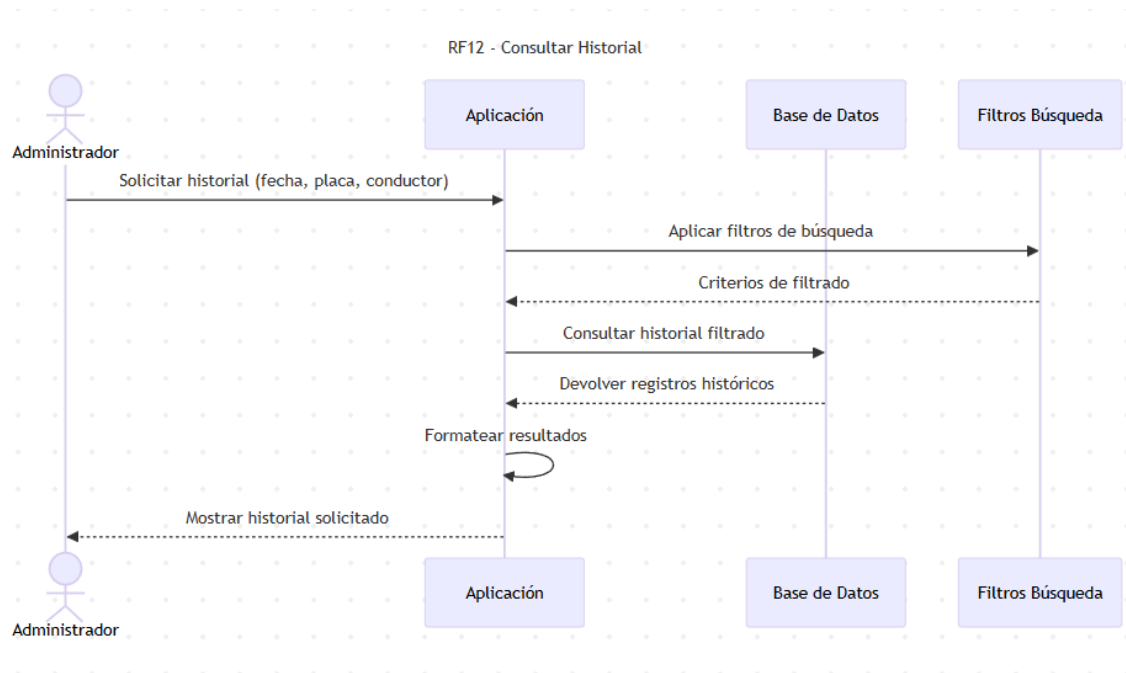 RF12 - Consultar Historial
Administrador
Aplicación
Base de Datos
Filtros Búsqueda
Solicitar historial (fecha, placa, conductor)
Aplicar filtros de búsqueda
Criterios de filtrado
Consultar historial filtrado
Devolver registros históricos
Formatear resultados
Mostrar historial solicitado
Administrador
Aplicación
Base de Datos
Filtros Búsqueda